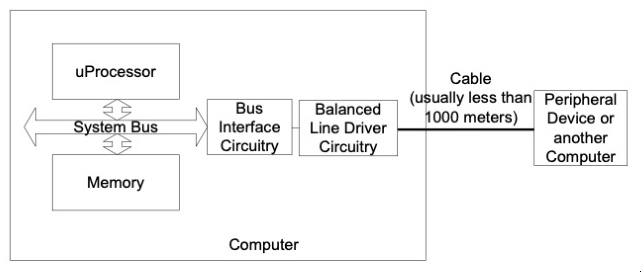 uProcessor
System Bus
Memory
Bus
Interface
Circuitry
Balanced
Line Driver
Circuitry
Cable
(usually less than
1000 meters)
Peripheral
Device or
another
Computer
Computer